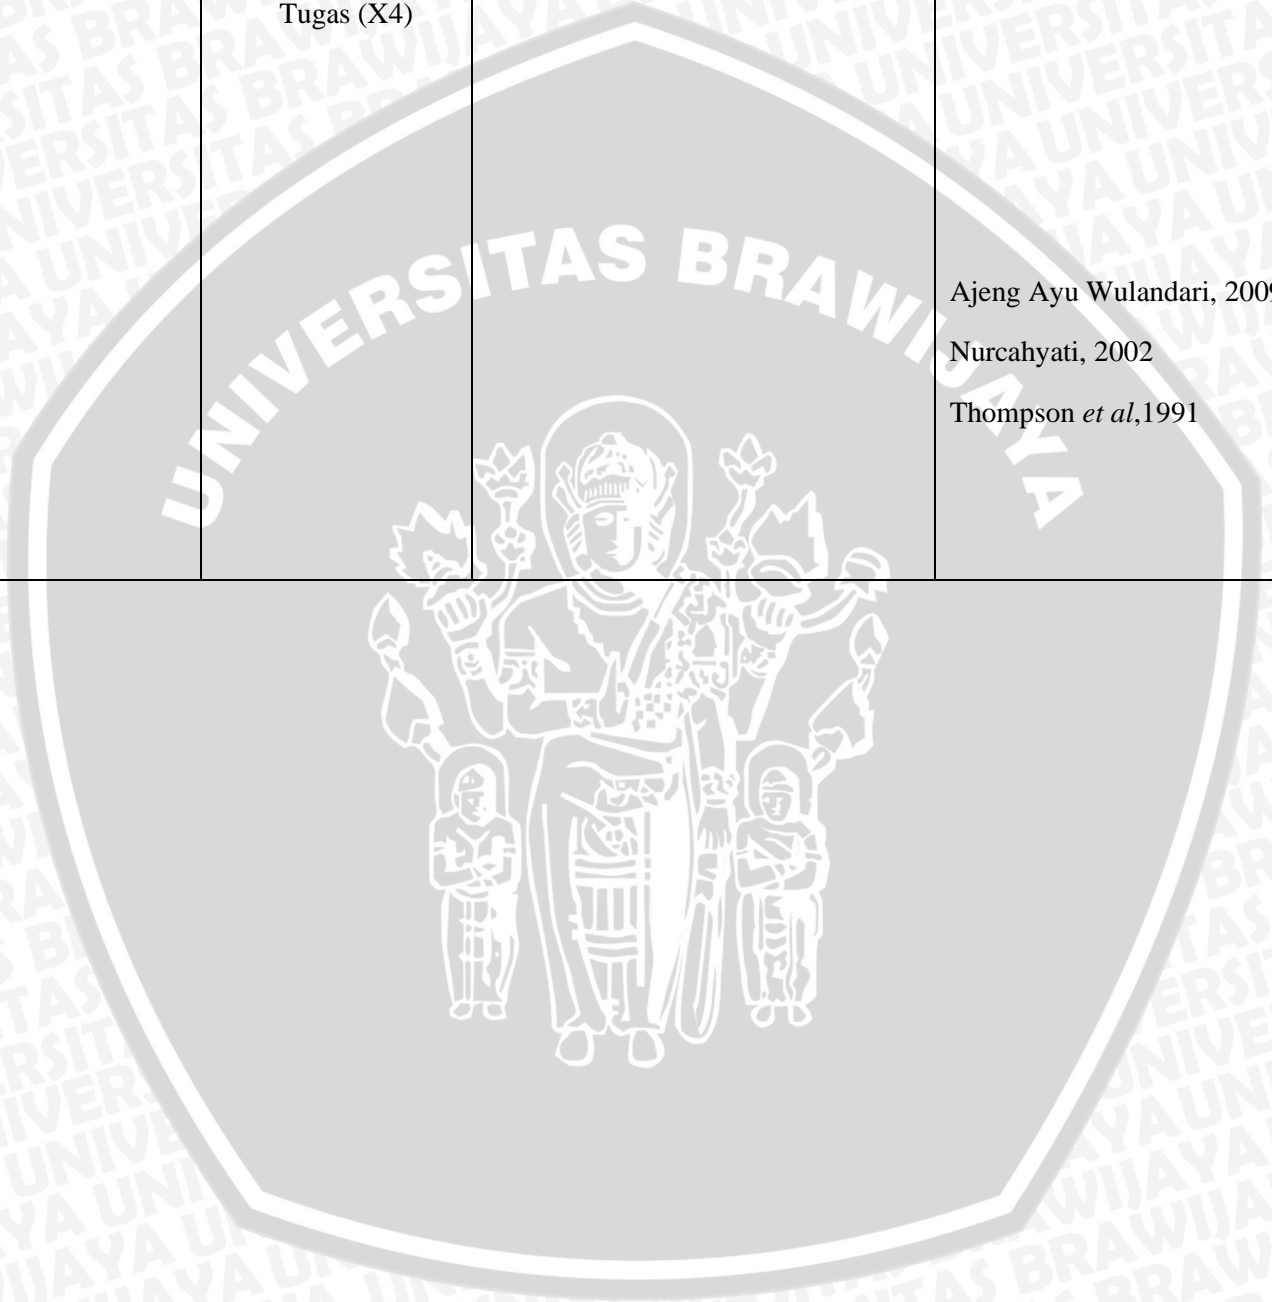 Tugas (X4)
UNIVERSITAS BRAWIJAYA
Ajeng Ayu Wulandari, 2009
Nurcahyati, 2002
Thompson et al,1991